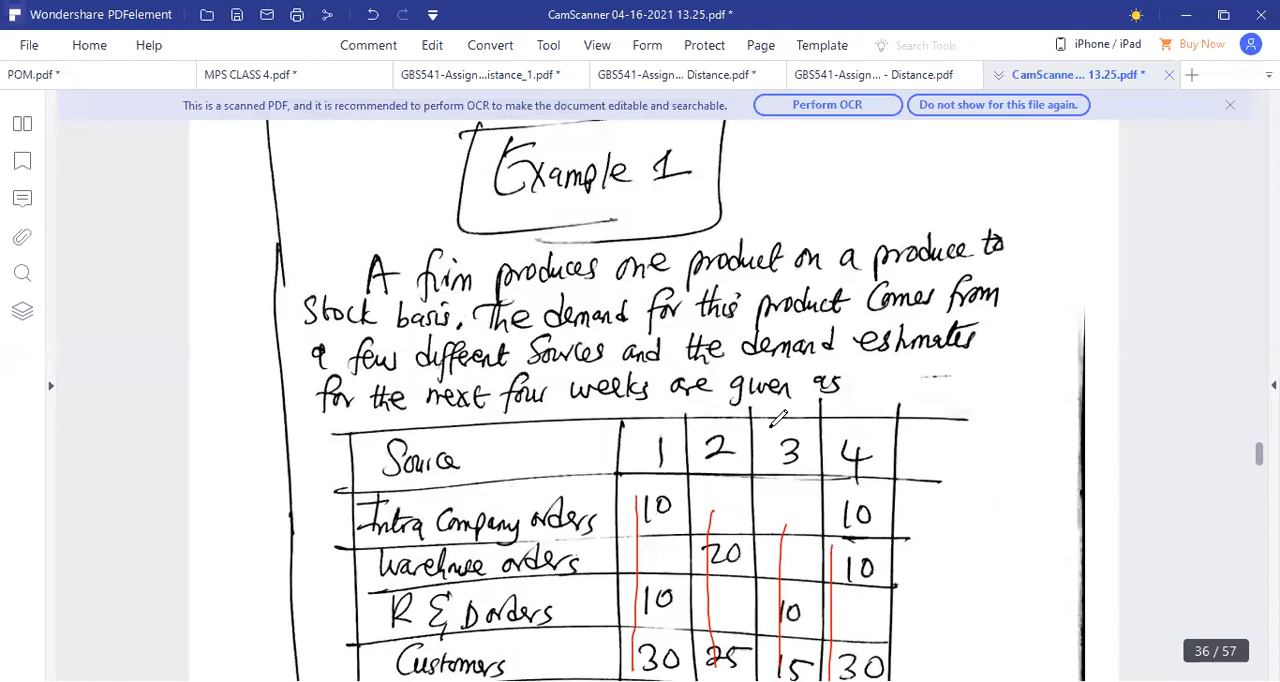 Wondershare PDFelement
CamScanner 04-16-2021 13.25.pdf *
File Home Help Comment Edit Convert Tool View Form Protect Page Template Search Tools iPhone / iPad Buy Now
POM.pdf * MPS CLASS 4.pdf * GBS541-Assign...istance_1.pdf * GBS541-Assign... Distance.pdf * GBS541-Assign... - Distance.pdf CamScanne... 13.25.pdf *
This is a scanned PDF, and it is recommended to perform OCR to make the document editable and searchable. Perform OCR Do not show for this file again.
Example 1
A firm produces one product on a produce to
Stock basis. The demand for this product Comes from
a few different Sources and the demand estimates
for the next four weeks are given as
Source 1 2 3 4
Intra Company orders 10 10
Warehouse orders 20 10
R & D orders 10 10
Customers 30 25 15 30
36 / 57